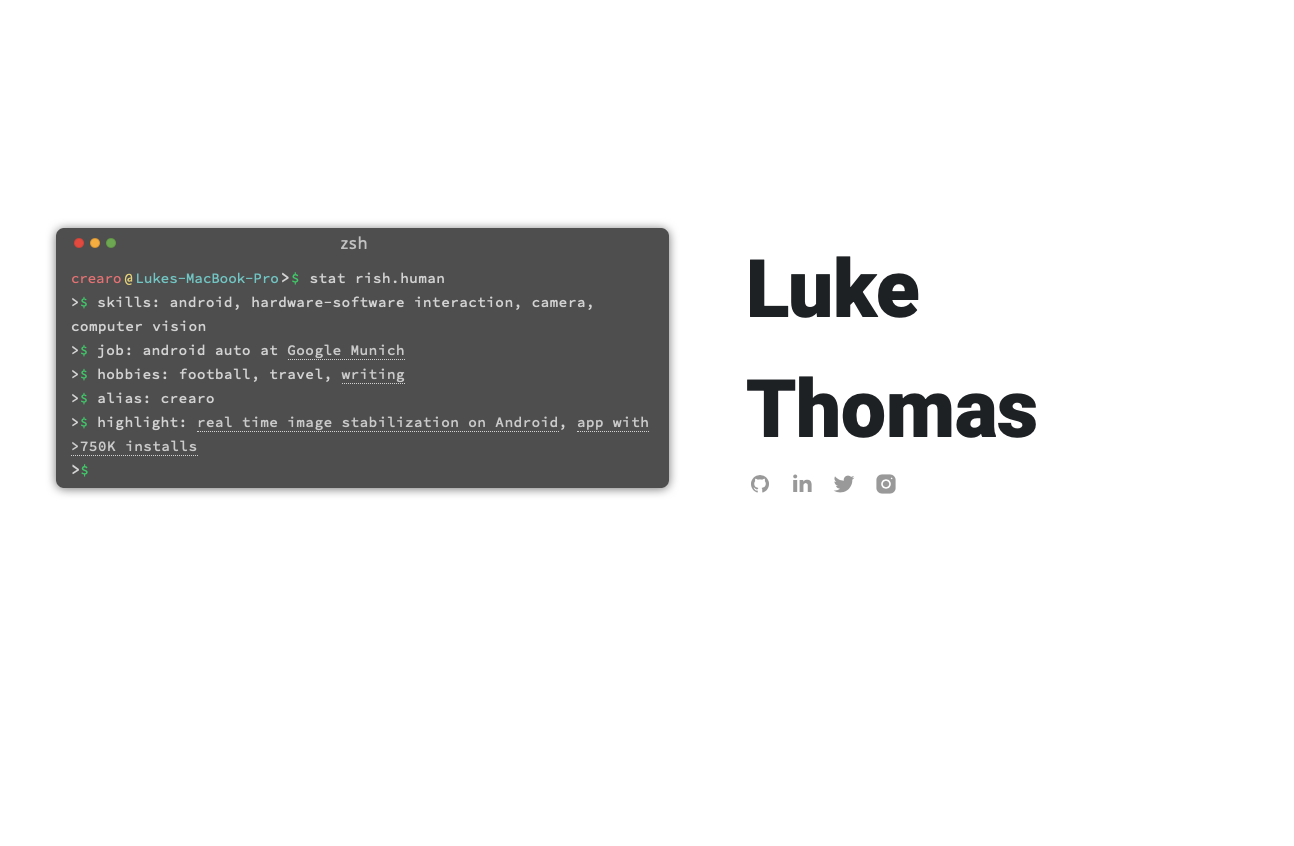 zsh
crearo@Lukes-MacBook-Pro>$ stat rish.human
>$ skills: android, hardware-software interaction, camera,
computer vision
>$ job: android auto at Google Munich
>$ hobbies: football, travel, writing
>$ alias: crearo
>$ highlight: real time image stabilization on Android, app with
>750K installs
>$
Luke
Thomas